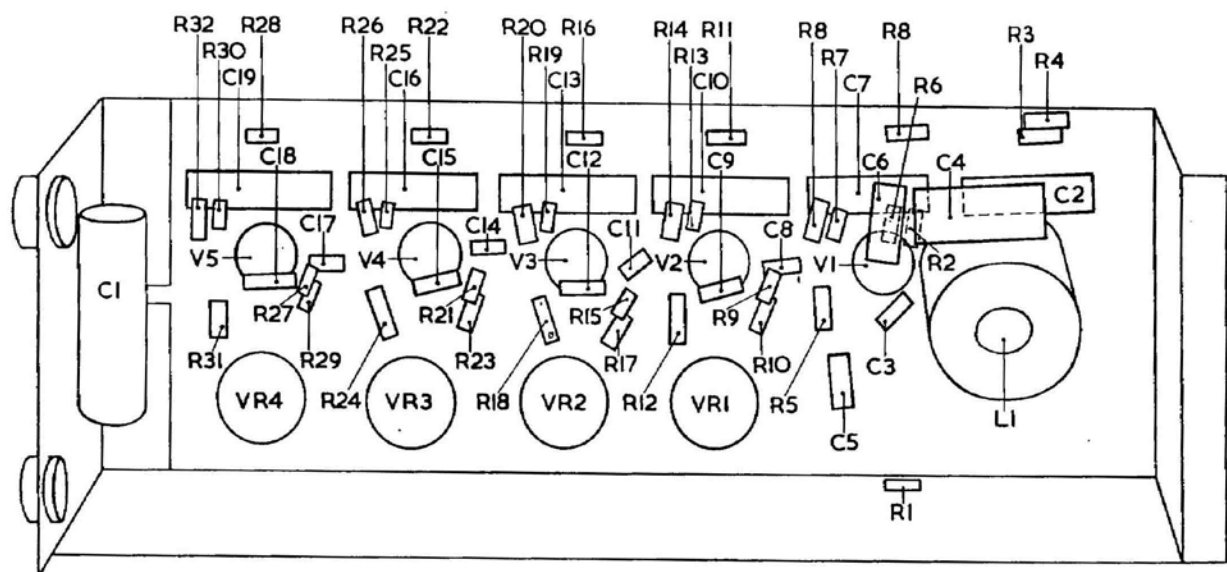 R32 R28 R26 R22 R20 R16 R14 R11 R8 R8 R3
R30 R25 R19 R13 R7 R4
C19 C16 C13 C10 C7 R6
C18 C15 C12 C9 C6 C4 C2
C17 C14 C11 C8
V5 V4 V3 V2 V1 R2
C1
R27 R21 R15 R9
R31 R29 R23 R17 R10 C3
VR4 R24 VR3 R18 VR2 R12 VR1 R5 L1
C5
R1